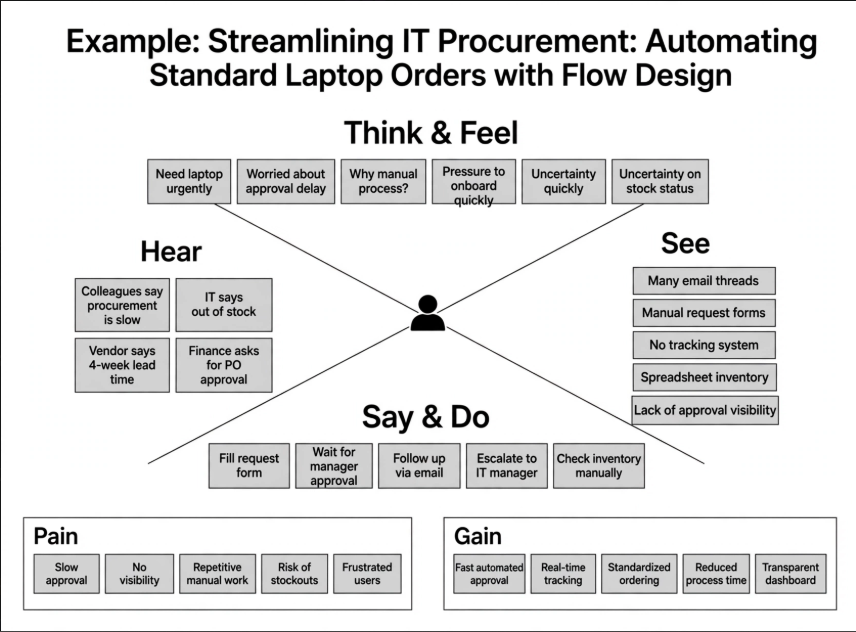 Example: Streamlining IT Procurement: Automating
Standard Laptop Orders with Flow Design
Think & Feel
Need laptop
urgently
Worried about
approval delay
Why manual
process?
Pressure to
onboard
quickly
Uncertainty
quickly
Uncertainty on
stock status
Hear
Colleagues say
procurement
is slow
IT says
out of stock
Vendor says
4-week lead
time
Finance asks
for PO
approval
See
Many email threads
Manual request forms
No tracking system
Spreadsheet inventory
Lack of approval visibility
Say & Do
Fill request
form
Wait for
manager
approval
Follow up
via email
Escalate to
IT manager
Check inventory
manually
Pain
Slow
approval
No
visibility
Repetitive
manual work
Risk of
stockouts
Frustrated
users
Gain
Fast automated
approval
Real-time
tracking
Standardized
ordering
Reduced
process time
Transparent
dashboard